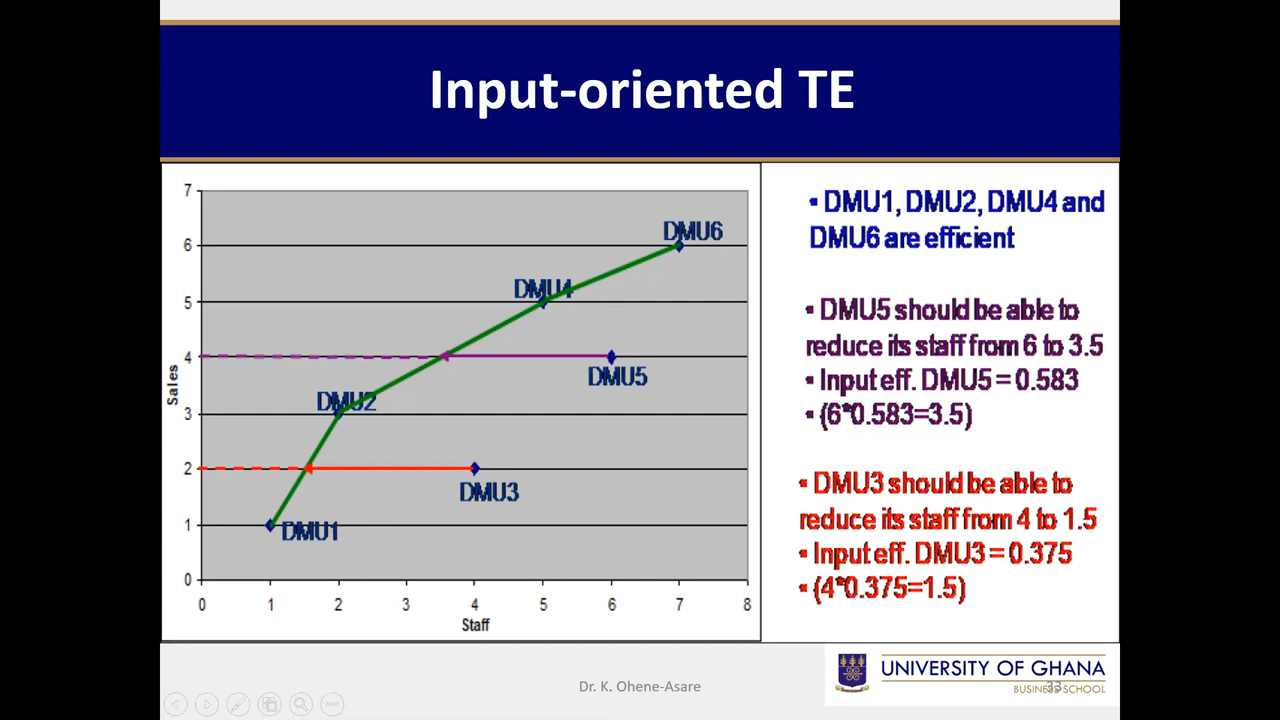 Input-oriented TE
7
6
5
4
3
2
1
0
Sales
0 1 2 3 4 5 6 7 8
Staff
DMU6
DMU4
DMU5
DMU2
DMU3
DMU1
• DMU1, DMU2, DMU4 and
DMU6 are efficient
• DMU5 should be able to
reduce its staff from 6 to 3.5
• Input eff. DMU5 = 0.583
• (6*0.583=3.5)
• DMU3 should be able to
reduce its staff from 4 to 1.5
• Input eff. DMU3 = 0.375
• (4*0.375=1.5)
Dr. K. Ohene-Asare
UNIVERSITY OF GHANA
BUSINESS SCHOOL
33